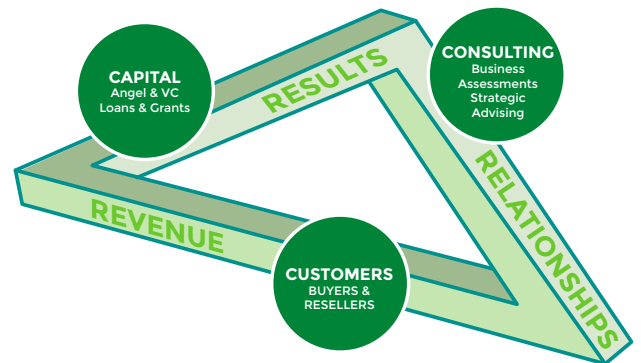 CAPITAL
Angel & VC
Loans & Grants
RESULTS
CONSULTING
Business
Assessments
Strategic
Advising
RELATIONSHIPS
REVENUE
CUSTOMERS
BUYERS &
RESELLERS